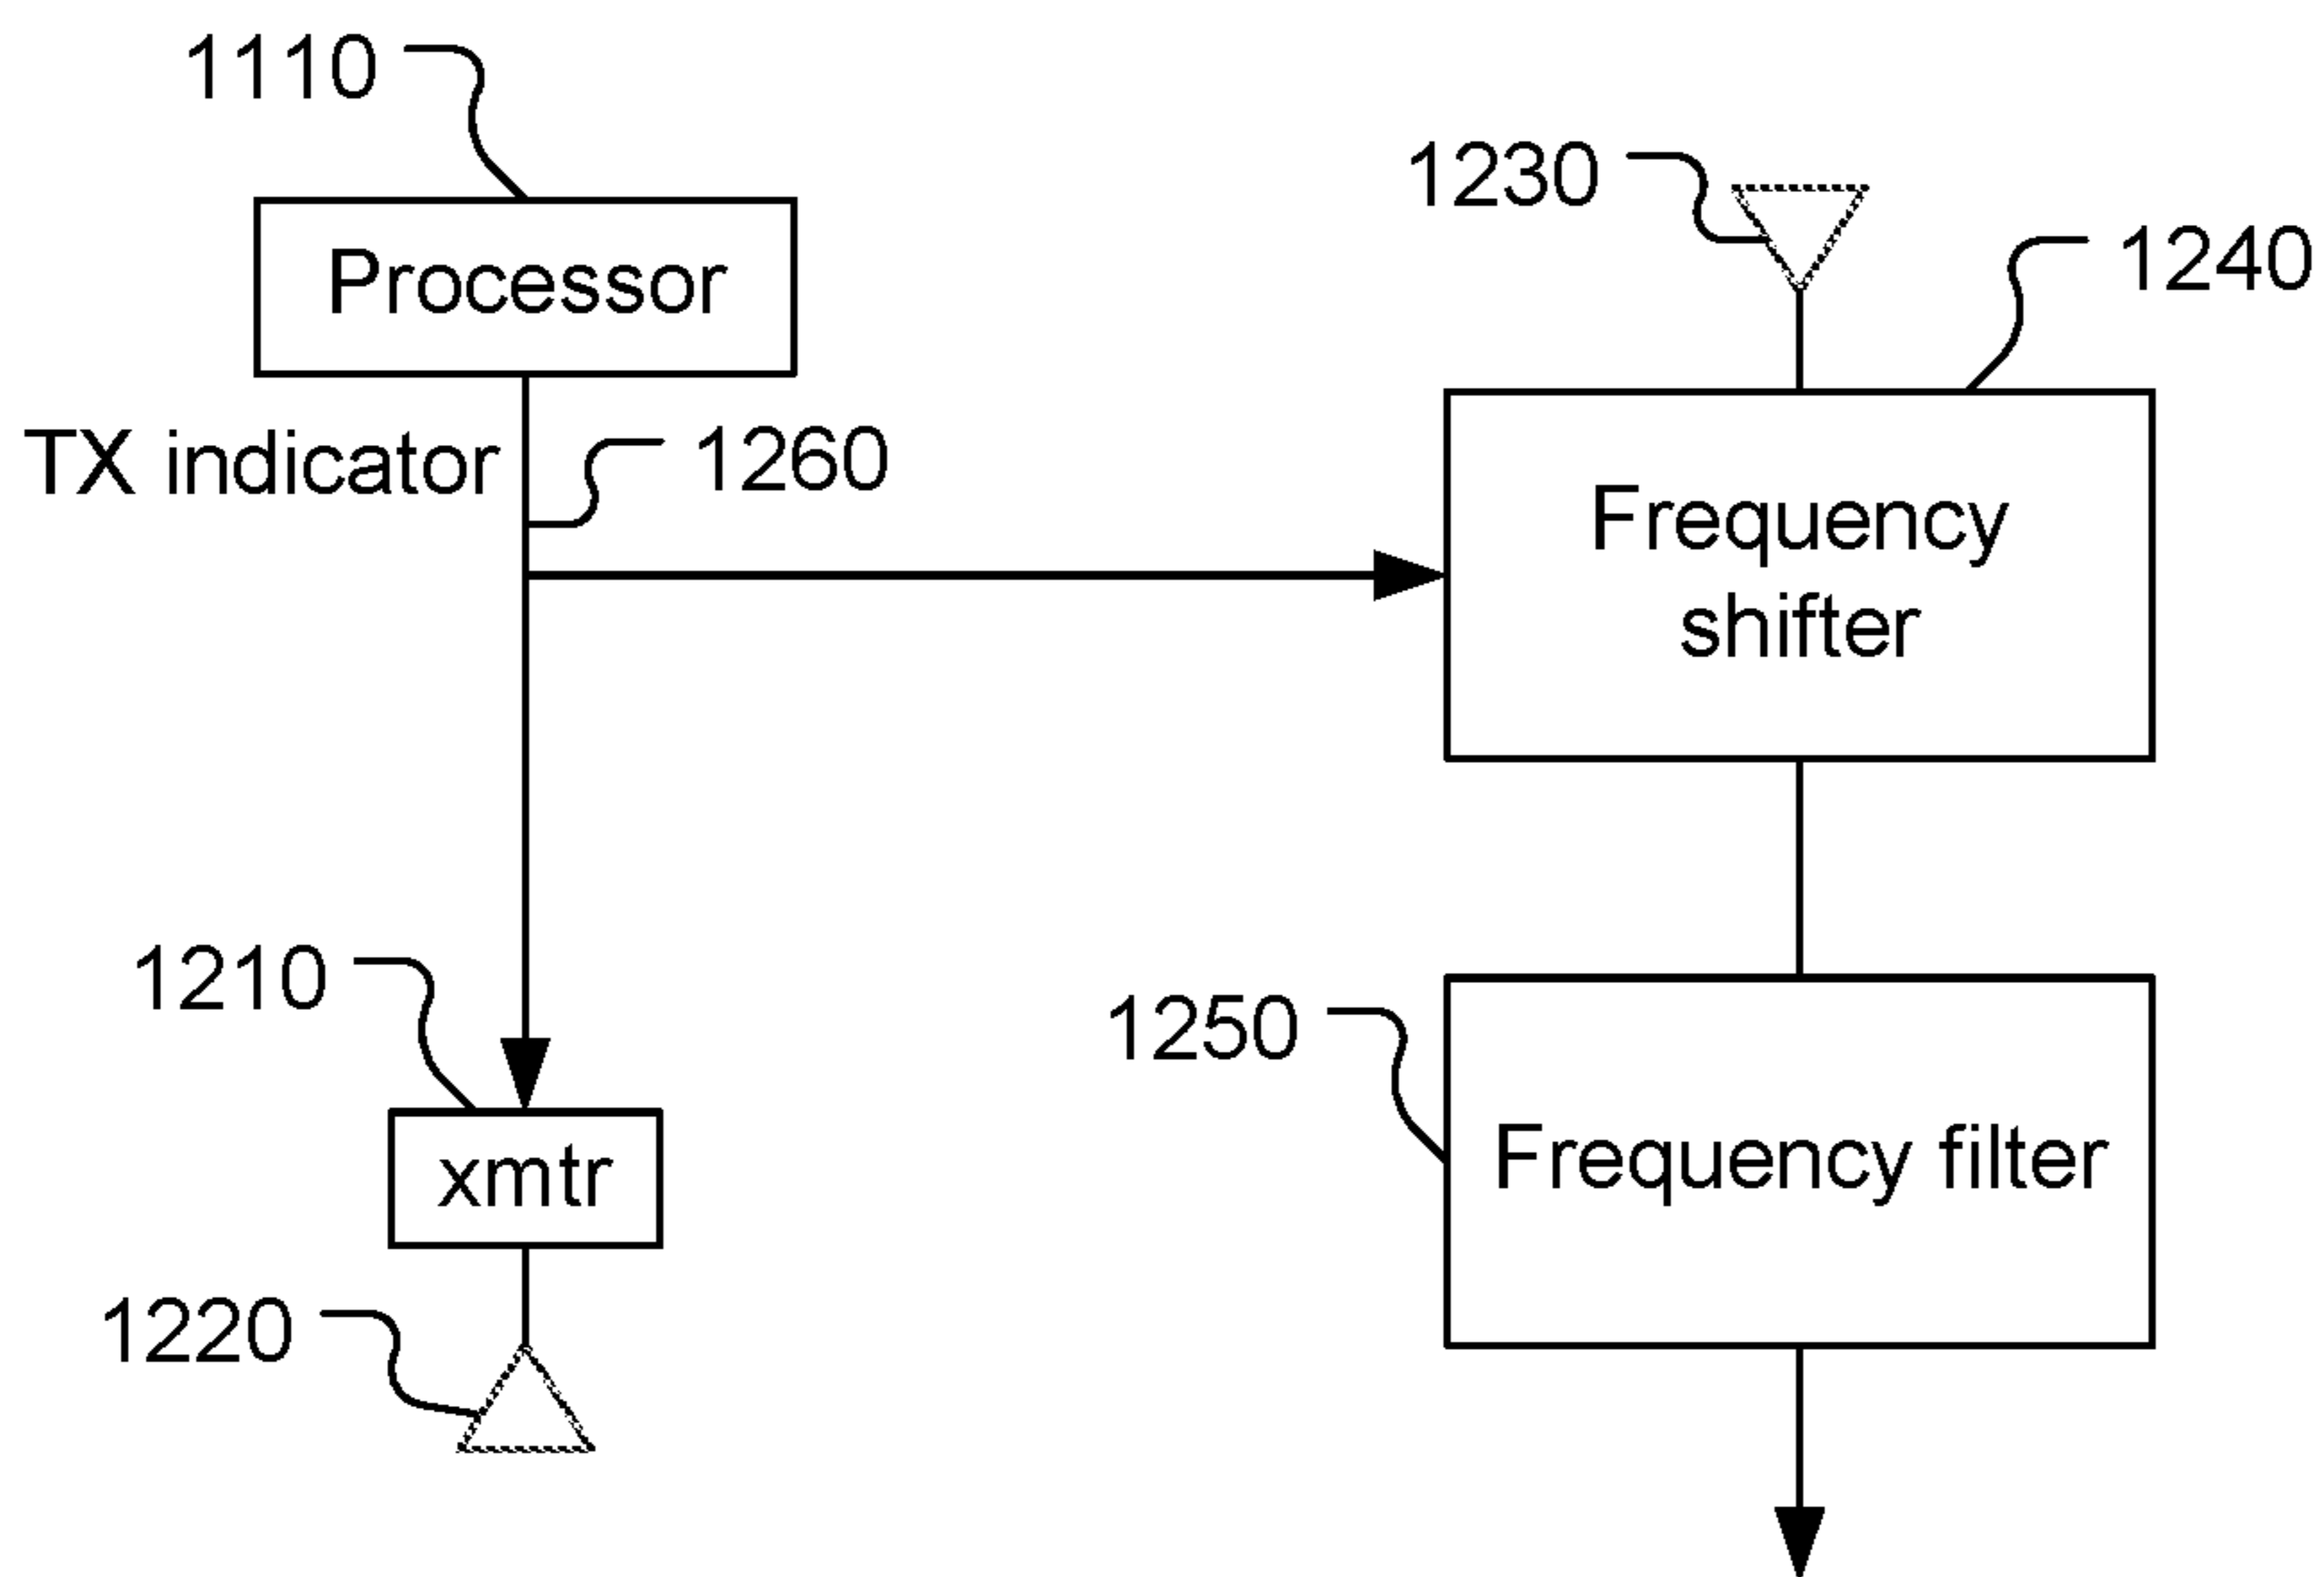 1110
1230
Processor
1240
TX indicator
1260
Frequency
shifter
1210
1250
xmtr
Frequency filter
1220